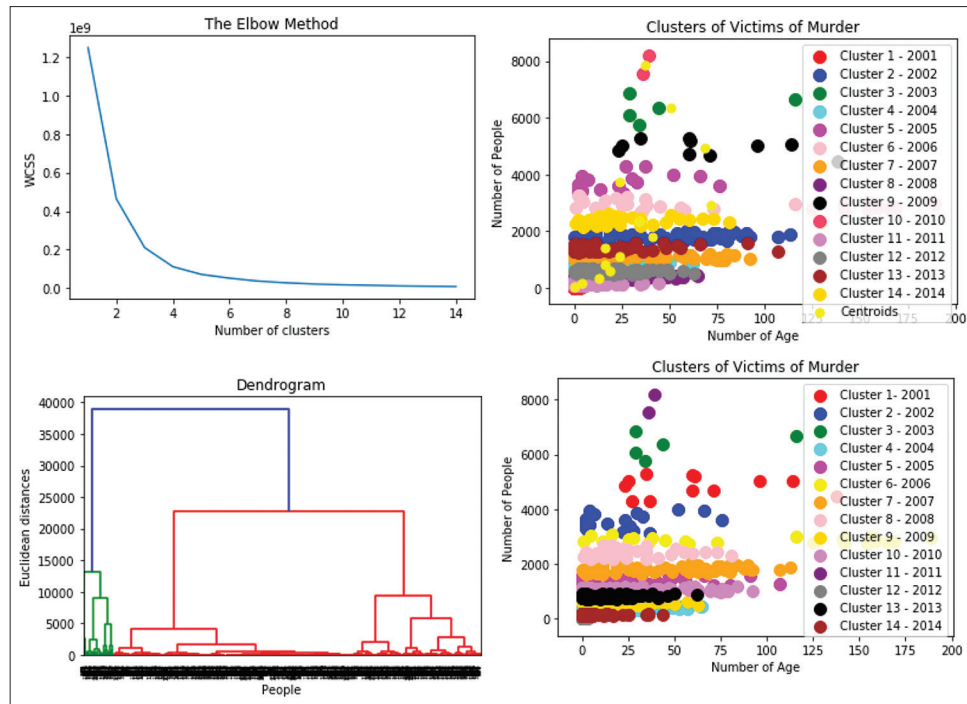 The Elbow Method
1e9
1.2
1.0
0.8
0.6
0.4
0.2
0.0
WCSS
2 4 6 8 10 12 14
Number of clusters
Clusters of Victims of Murder
8000
6000
4000
2000
0
Number of People
0 25 50 75 100 125 150 175 200
Number of Age
Cluster 1 - 2001
Cluster 2 - 2002
Cluster 3 - 2003
Cluster 4 - 2004
Cluster 5 - 2005
Cluster 6 - 2006
Cluster 7 - 2007
Cluster 8 - 2008
Cluster 9 - 2009
Cluster 10 - 2010
Cluster 11 - 2011
Cluster 12 - 2012
Cluster 13 - 2013
Cluster 14 - 2014
Centroids
Dendrogram
40000
35000
30000
25000
20000
15000
10000
5000
0
Euclidean distances
People
Clusters of Victims of Murder
8000
6000
4000
2000
0
Number of People
0 25 50 75 100 125 150 175 200
Number of Age
Cluster 1- 2001
Cluster 2 - 2002
Cluster 3 - 2003
Cluster 4 - 2004
Cluster 5 - 2005
Cluster 6- 2006
Cluster 7 - 2007
Cluster 8 - 2008
Cluster 9 - 2009
Cluster 10 - 2010
Cluster 11 - 2011
Cluster 12 - 2012
Cluster 13 - 2013
Cluster 14 - 2014